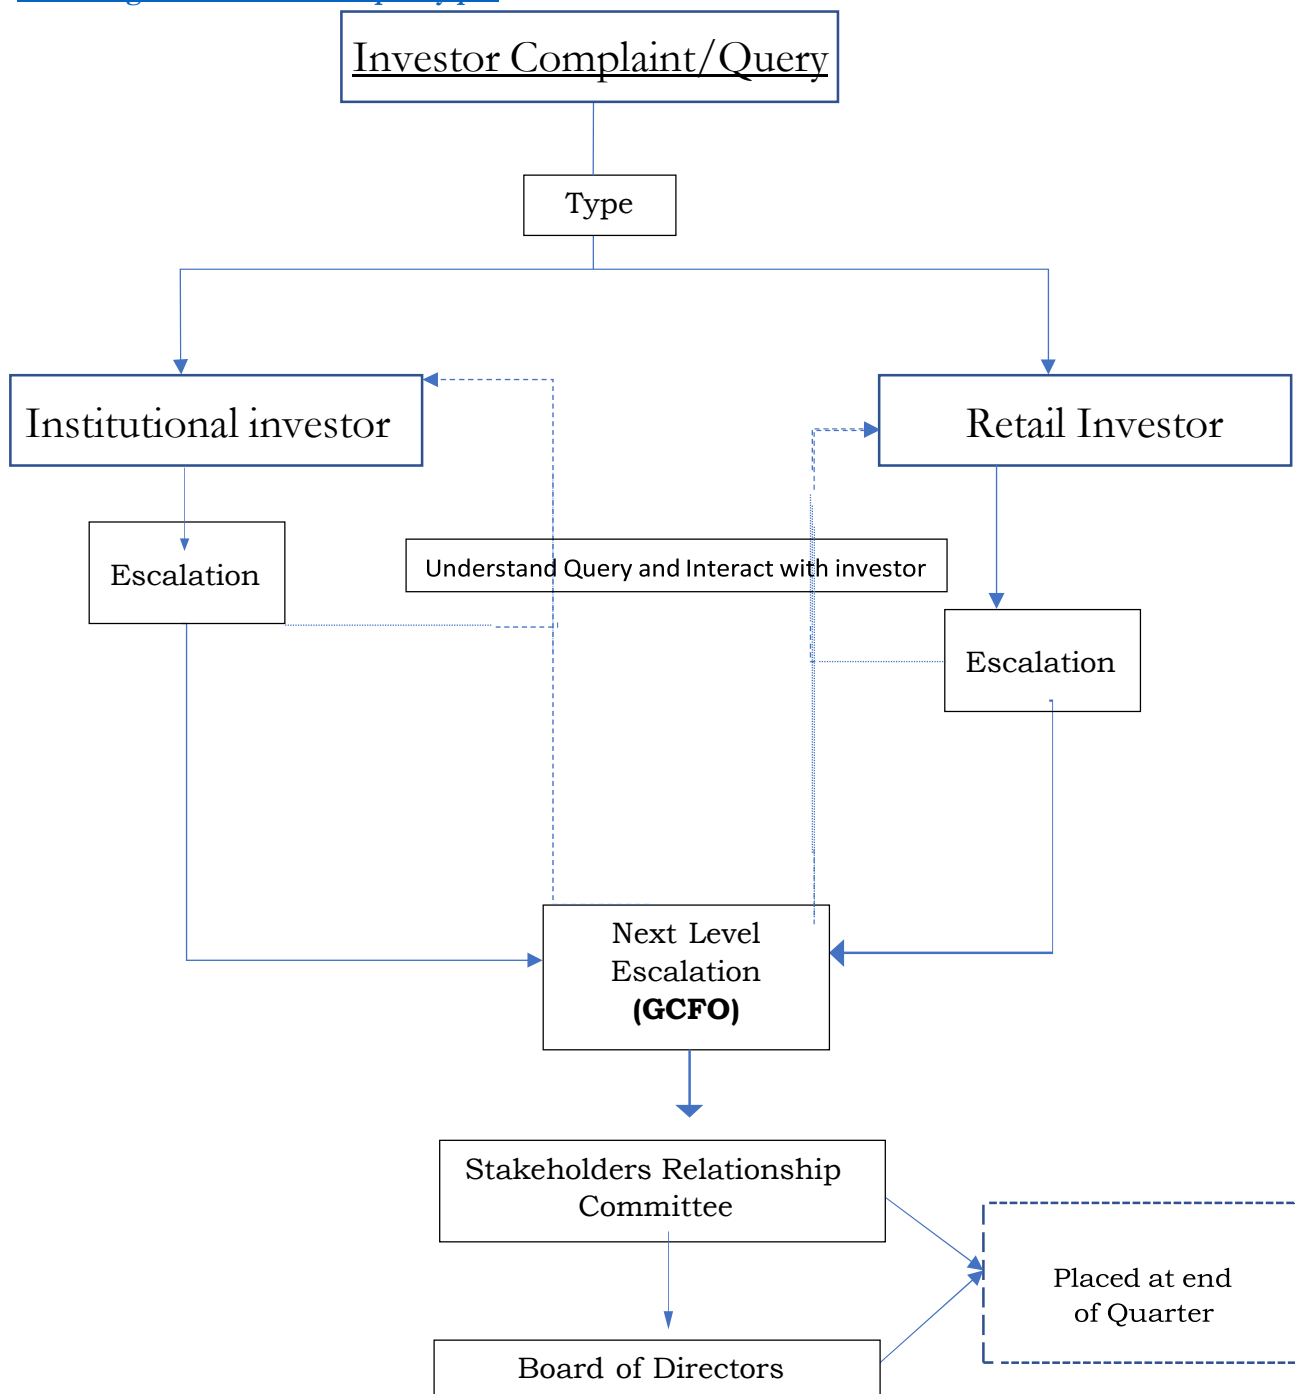 Investor Complaint/Query
Type
Institutional investor
Retail Investor
Escalation
Understand Query and Interact with investor
Escalation
Next Level
Escalation
(GCFO)
Stakeholders Relationship
Committee
Placed at end
of Quarter
Board of Directors